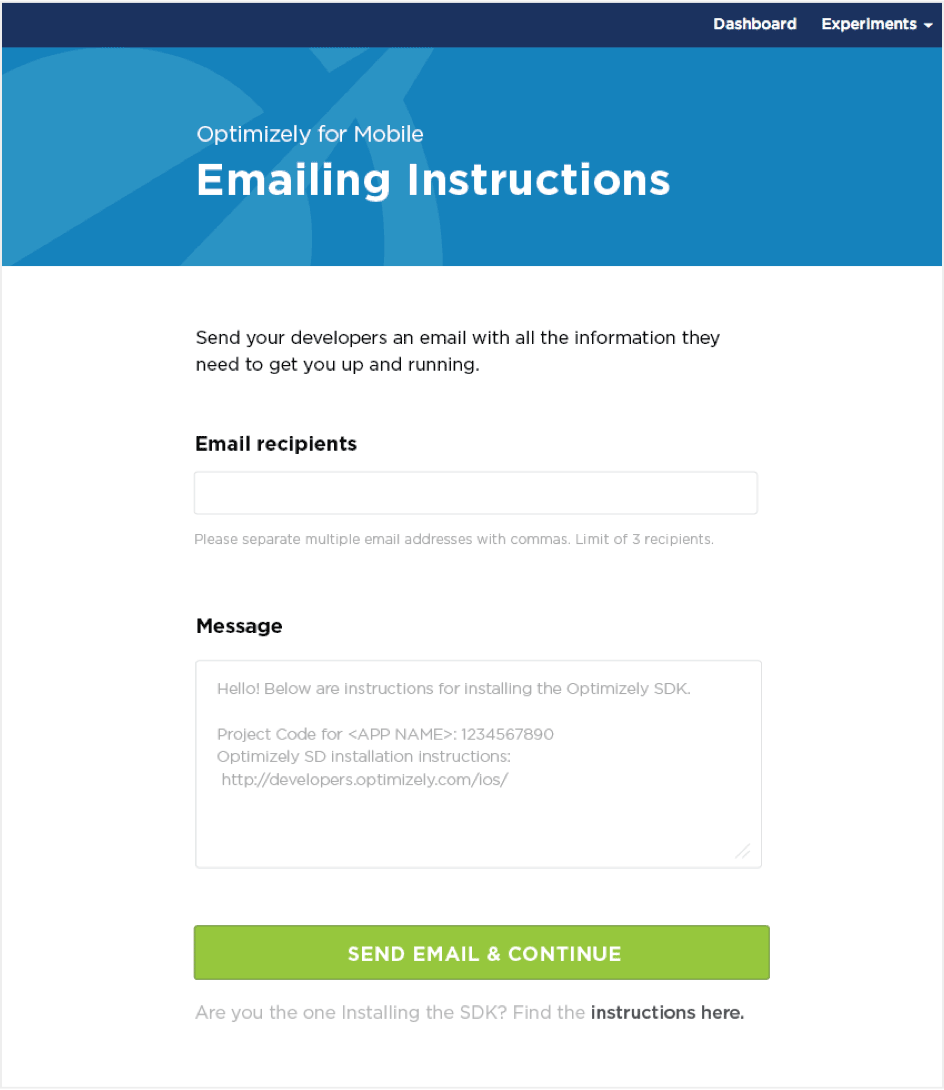 Dashboard Experiments
Optimizely for Mobile
Emailing Instructions
Send your developers an email with all the information they
need to get you up and running.
Email recipients
Please separate multiple email addresses with commas. Limit of 3 recipients.
Message
Hello! Below are instructions for installing the Optimizely SDK.
Project Code for <APP NAME>: 1234567890
Optimizely SD installation instructions:
http://developers.optimizely.com/ios/
SEND EMAIL & CONTINUE
Are you the one Installing the SDK? Find the instructions here.